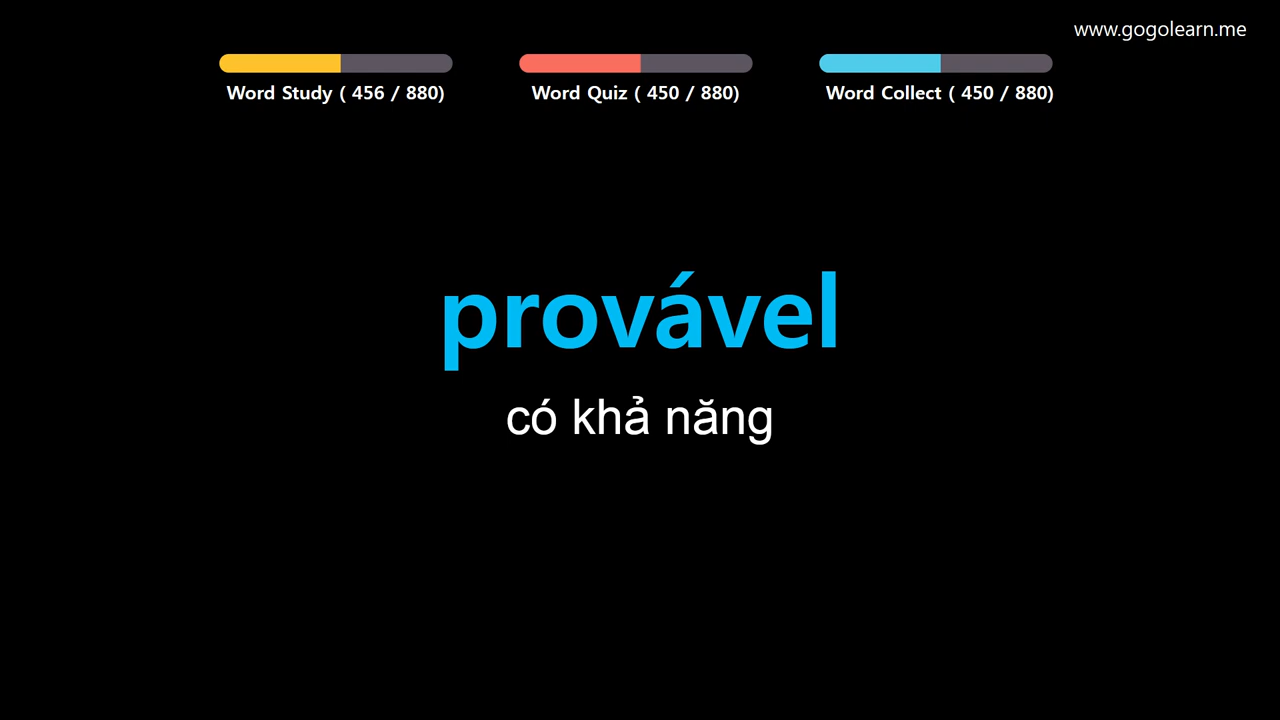 www.gogolearn.me
Word Study ( 456 / 880)
Word Quiz ( 450 / 880)
Word Collect ( 450 / 880)
provável
có khả năng